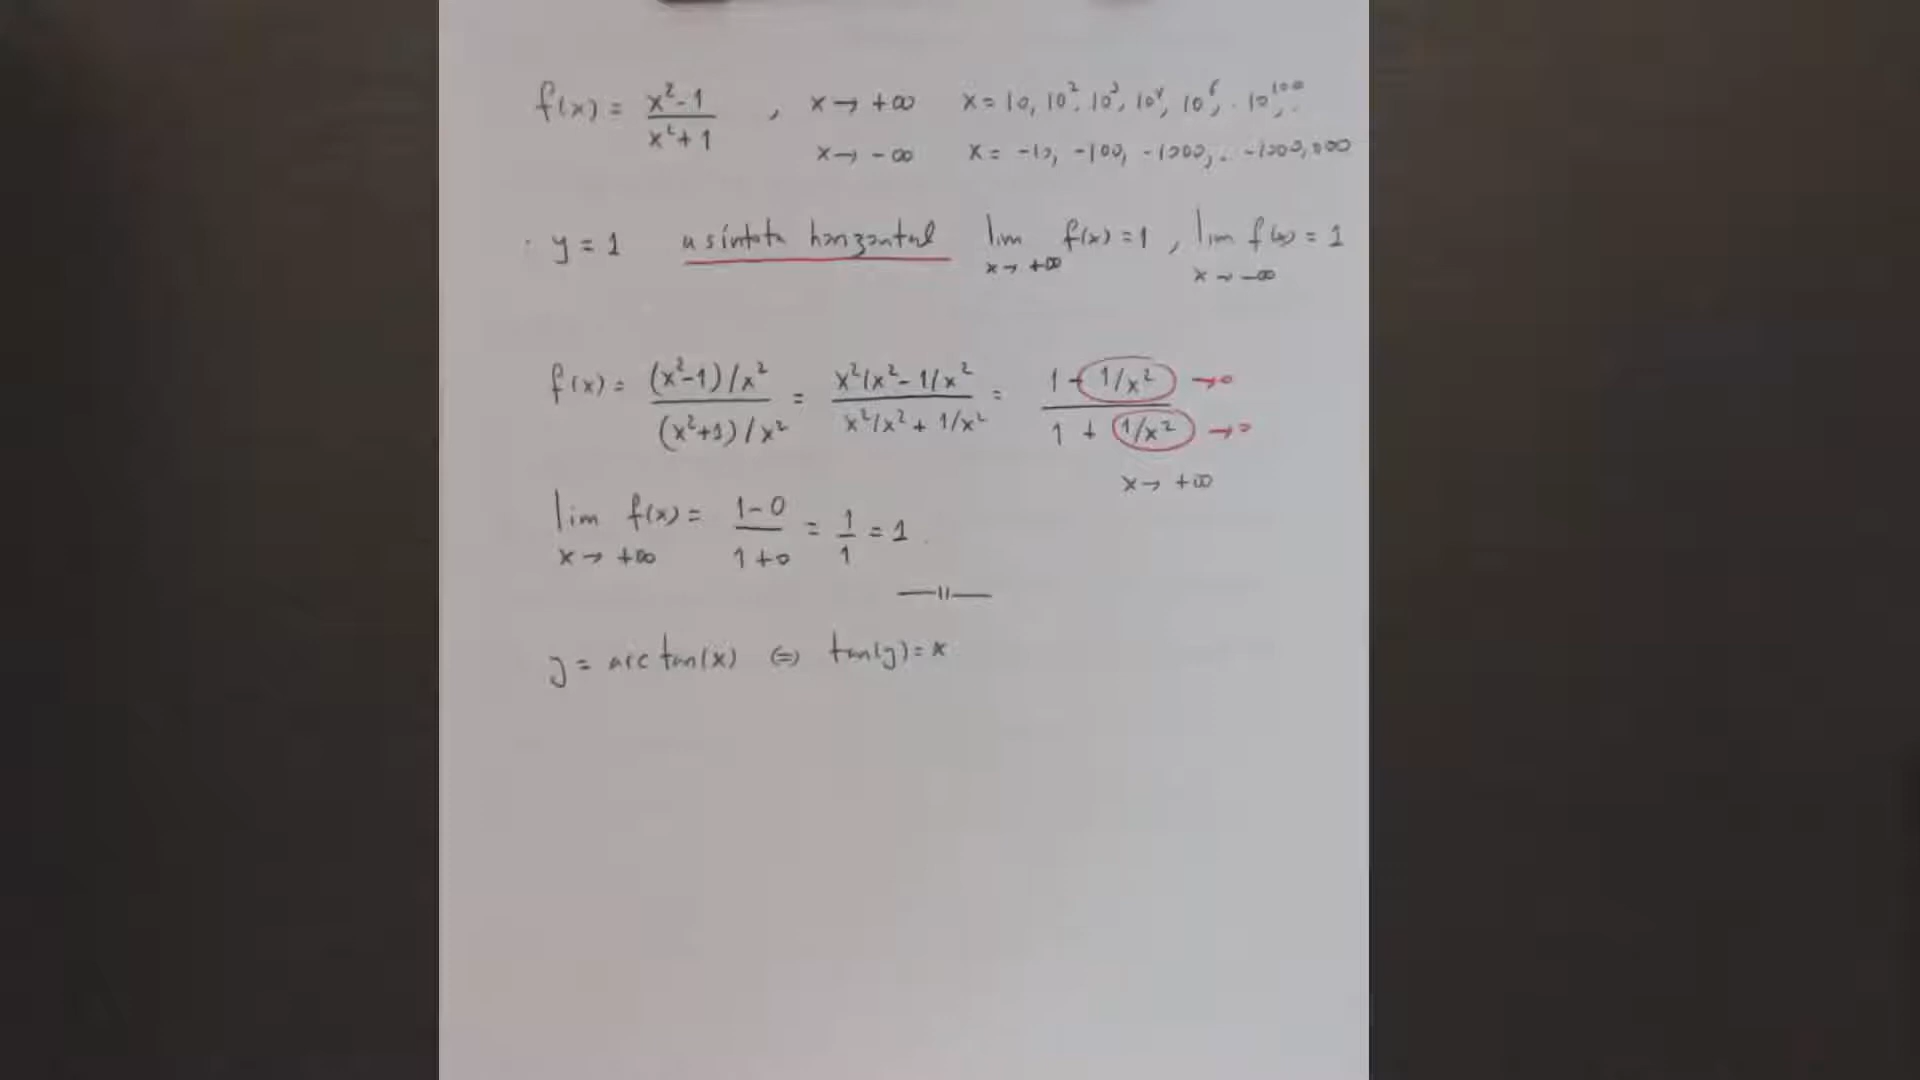 f(x) = (x²-1)/(x²+1) , x → +∞ x = 10, 10², 10³, 10⁴, 10⁶, . 10¹⁰⁰, .
x → -∞ x = -10, -100, -1000, . . -1000,000
· y = 1 asintota horizontal lim x → +∞ f(x) = 1 , lim x → -∞ f(x) = 1
f(x) = ((x²-1)/x²)/((x²+1)/x²) = (x²/x² - 1/x²)/(x²/x² + 1/x²) = (1 - 1/x²)/(1 + 1/x²) → 0 → 0
x → +∞
lim x → +∞ f(x) = (1-0)/(1+0) = 1/1 = 1 .
—11—
y = arc tan(x) ⇔ tan(y) = x